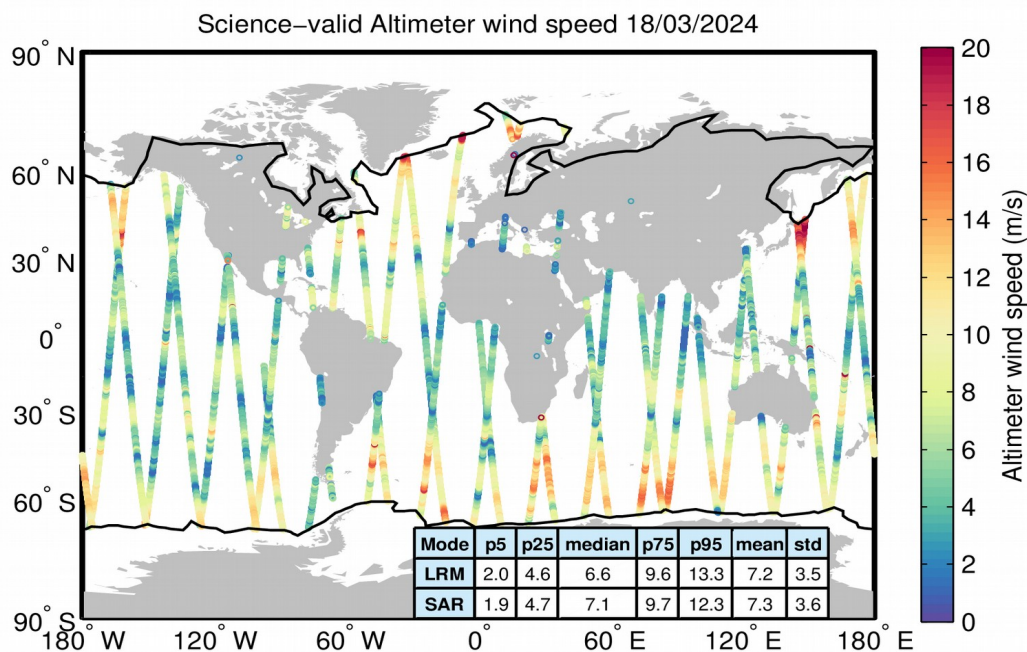 Science−valid Altimeter wind speed 18/03/2024
90° N
60° N
30° N
0°
30° S
60° S
90° S
180° W
120° W
60° W
0°
60° E
120° E
180° E
20
18
16
14
12
10
8
6
4
2
0
Altimeter wind speed (m/s)
Mode p5 p25 median p75 p95 mean std
LRM 2.0 4.6 6.6 9.6 13.3 7.2 3.5
SAR 1.9 4.7 7.1 9.7 12.3 7.3 3.6